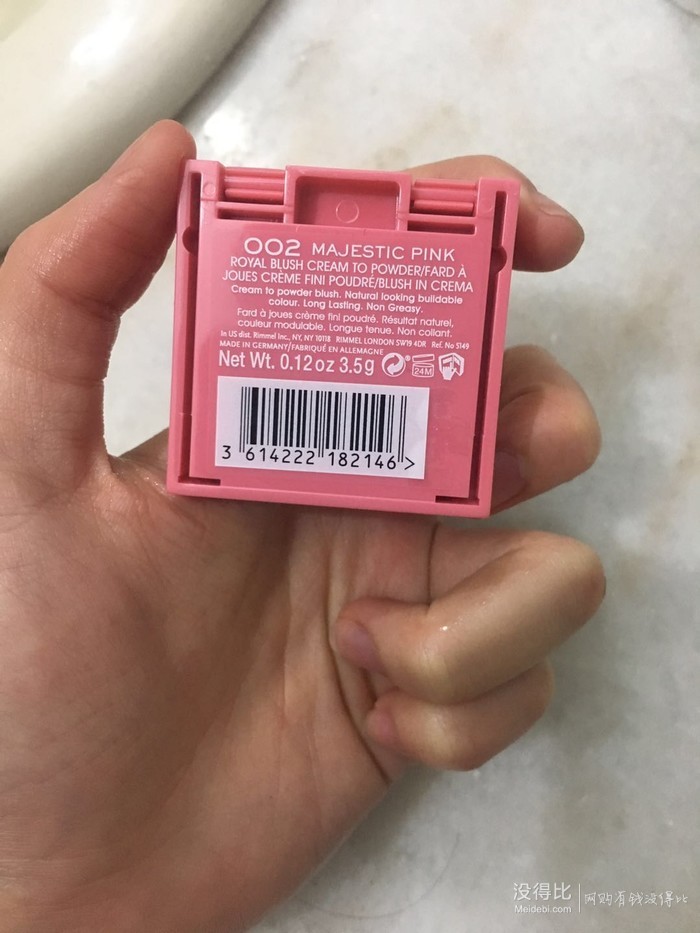 002 MAJESTIC PINK
ROYAL BLUSH CREAM TO POWDER/FARD À
JOUES CRÈME FINI POUDRÉ/BLUSH IN CREMA
Cream to powder blush. Natural looking buildable
colour. Long Lasting. Non Greasy.
Fard à joues crème fini poudré. Résultat naturel,
couleur modulable. Longue tenue. Non collant.
In US dist. Rimmel Inc., NY, NY 10118 RIMMEL LONDON SW19 4DR Ref. No 5149
MADE IN GERMANY/FABRIQUÉ EN ALLEMAGNE
Net Wt. 0.12 oz 3.5g 24M
3 614222 182146 >
没得比 网购有钱没得比
Meidebi.com